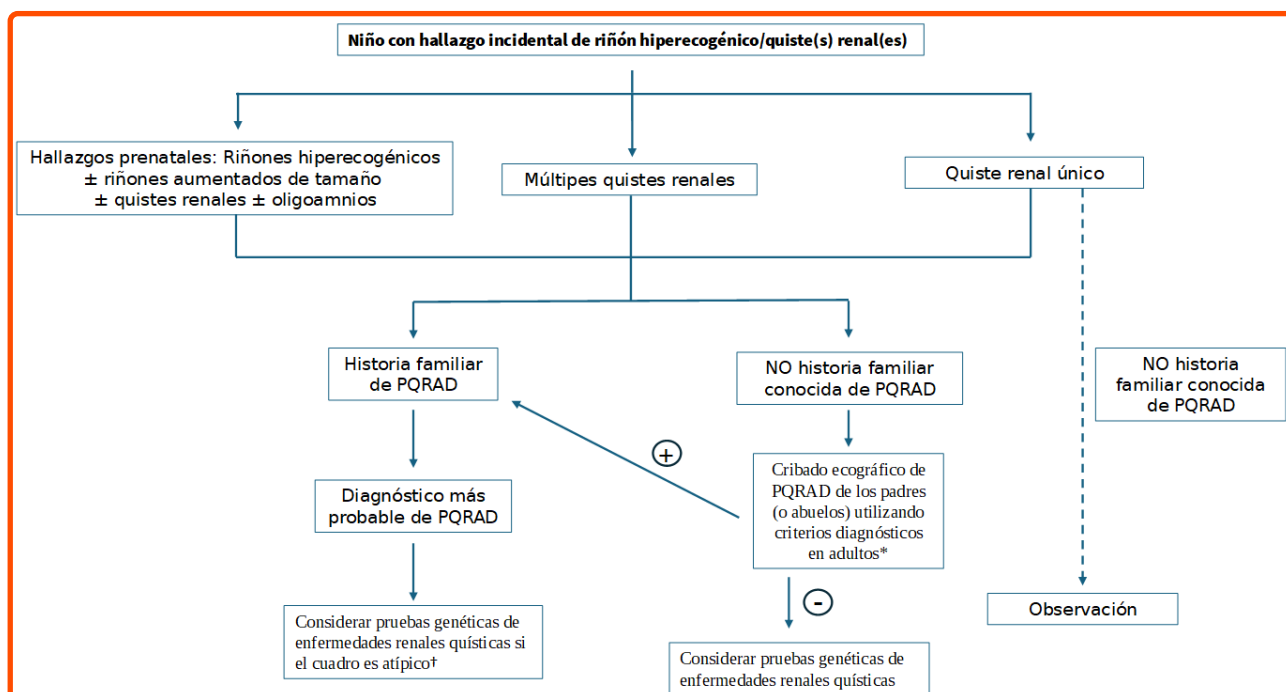 Niño con hallazgo incidental de riñón hiperecogénico/quiste(s) renal(es)
Hallazgos prenatales: Riñones hiperecogénicos
± riñones aumentados de tamaño
± quistes renales ± oligoamnios
Múltipes quistes renales
Quiste renal único
Historia familiar
de PQRAD
NO historia familiar
conocida de PQRAD
NO historia
familiar conocida
de PQRAD
+
Cribado ecográfico de
PQRAD de los padres
(o abuelos) utilizando
criterios diagnósticos
en adultos*
Diagnóstico más
probable de PQRAD
-
Observación
Considerar pruebas genéticas de
enfermedades renales quísticas si
el cuadro es atípico†
Considerar pruebas genéticas de
enfermedades renales quísticas